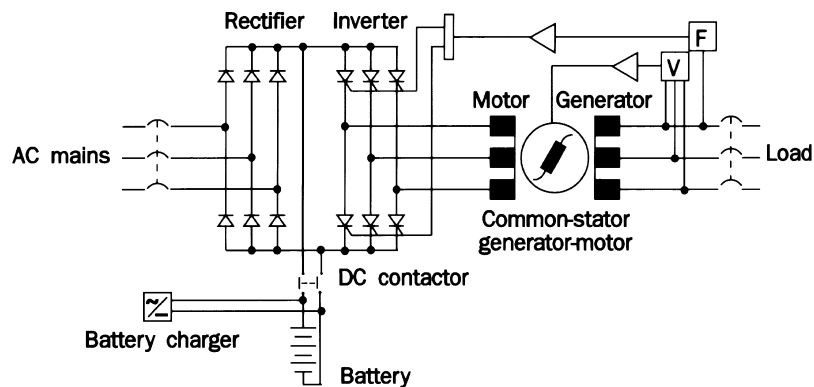 Rectifier
Inverter
F
V
Motor
Generator
AC mains
Load
Common-stator
generator-motor
DC contactor
Battery charger
Battery